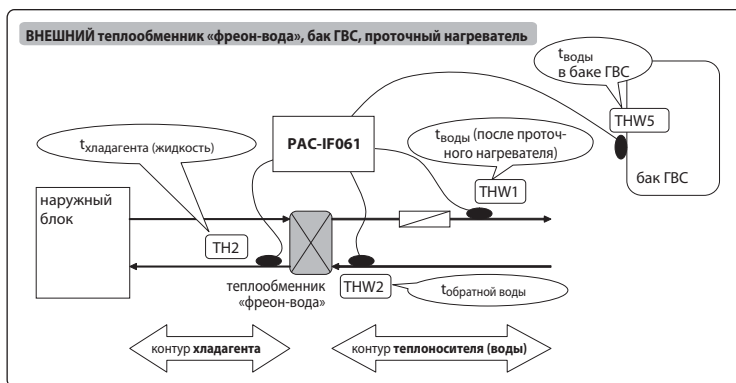 ВНЕШНИЙ теплообменник «фреон-вода», бак ГВС, проточный нагреватель
tводы
в баке ГВС
THW5
бак ГВС
PAC-IF061
tводы (после проточ-
ного нагревателя)
THW1
tхладагента (жидкость)
наружный
блок
TH2
теплообменник
«фреон-вода»
THW2
tобратной воды
контур хладагента
контур теплоносителя (воды)